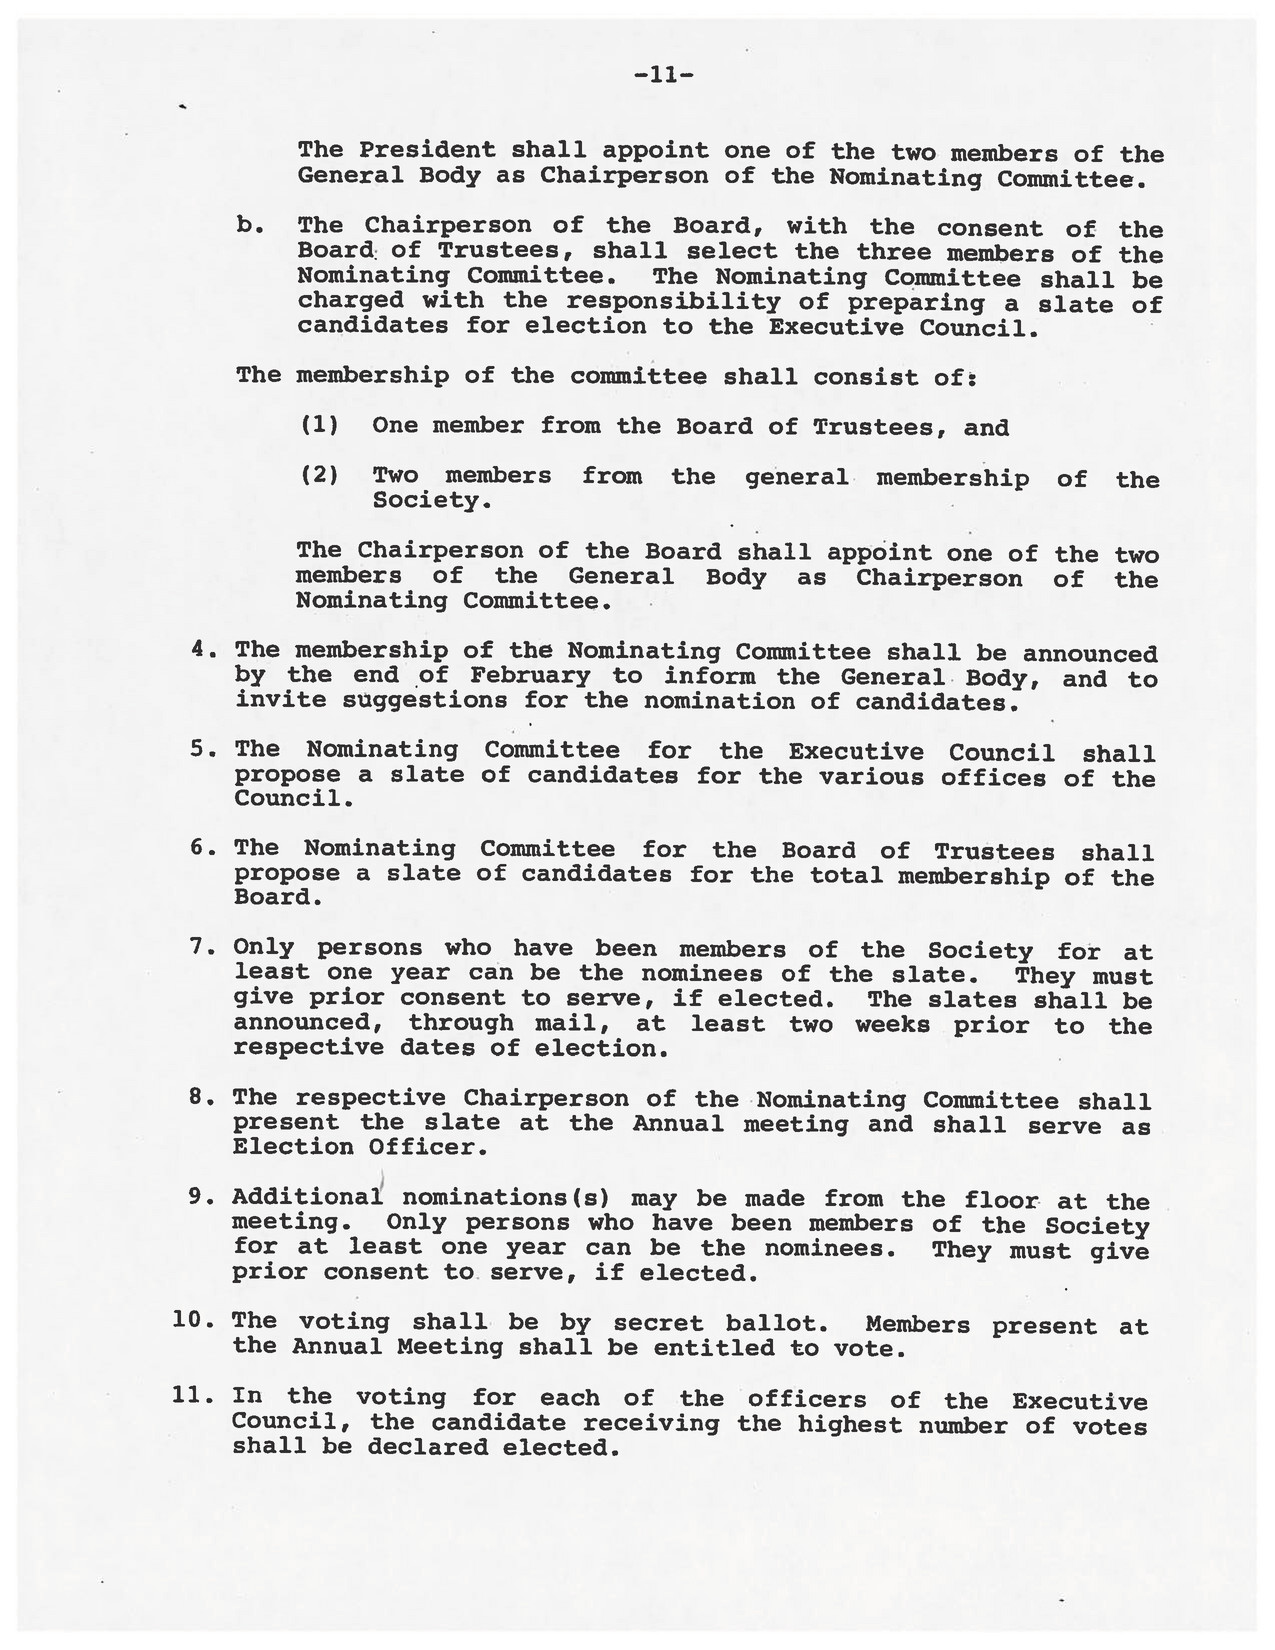 -11-
The President shall appoint one of the two members of the
General Body as Chairperson of the Nominating Committee.
b. The Chairperson of the Board, with the consent of the
Board of Trustees, shall select the three members of the
Nominating Committee. The Nominating Committee shall be
charged with the responsibility of preparing a slate of
candidates for election to the Executive Council.
The membership of the committee shall consist of:
(1) One member from the Board of Trustees, and
(2) Two members from the general membership of the
Society.
The Chairperson of the Board shall appoint one of the two
members of the General Body as Chairperson of the
Nominating Committee.
4. The membership of the Nominating Committee shall be announced
by the end of February to inform the General Body, and to
invite suggestions for the nomination of candidates.
5. The Nominating Committee for the Executive Council shall
propose a slate of candidates for the various offices of the
Council.
6. The Nominating Committee for the Board of Trustees shall
propose a slate of candidates for the total membership of the
Board.
7. Only persons who have been members of the Society for at
least one year can be the nominees of the slate. They must
give prior consent to serve, if elected. The slates shall be
announced, through mail, at least two weeks prior to the
respective dates of election.
8. The respective Chairperson of the Nominating Committee shall
present the slate at the Annual meeting and shall serve as
Election Officer.
9. Additional nominations(s) may be made from the floor at the
meeting. Only persons who have been members of the Society
for at least one year can be the nominees. They must give
prior consent to serve, if elected.
10. The voting shall be by secret ballot. Members present at
the Annual Meeting shall be entitled to vote.
11. In the voting for each of the officers of the Executive
Council, the candidate receiving the highest number of votes
shall be declared elected.